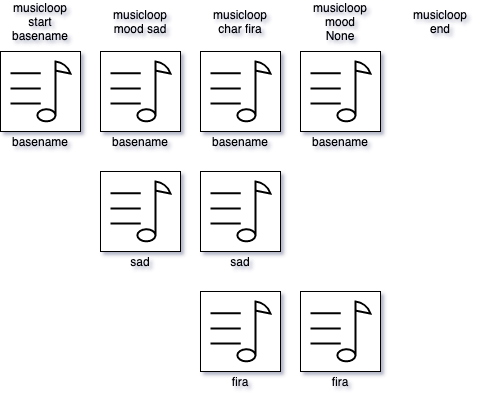 musicloop
start
basename
musicloop
mood sad
musicloop
char fira
musicloop
mood
None
musicloop
end
basename
basename
basename
basename
sad
sad
fira
fira